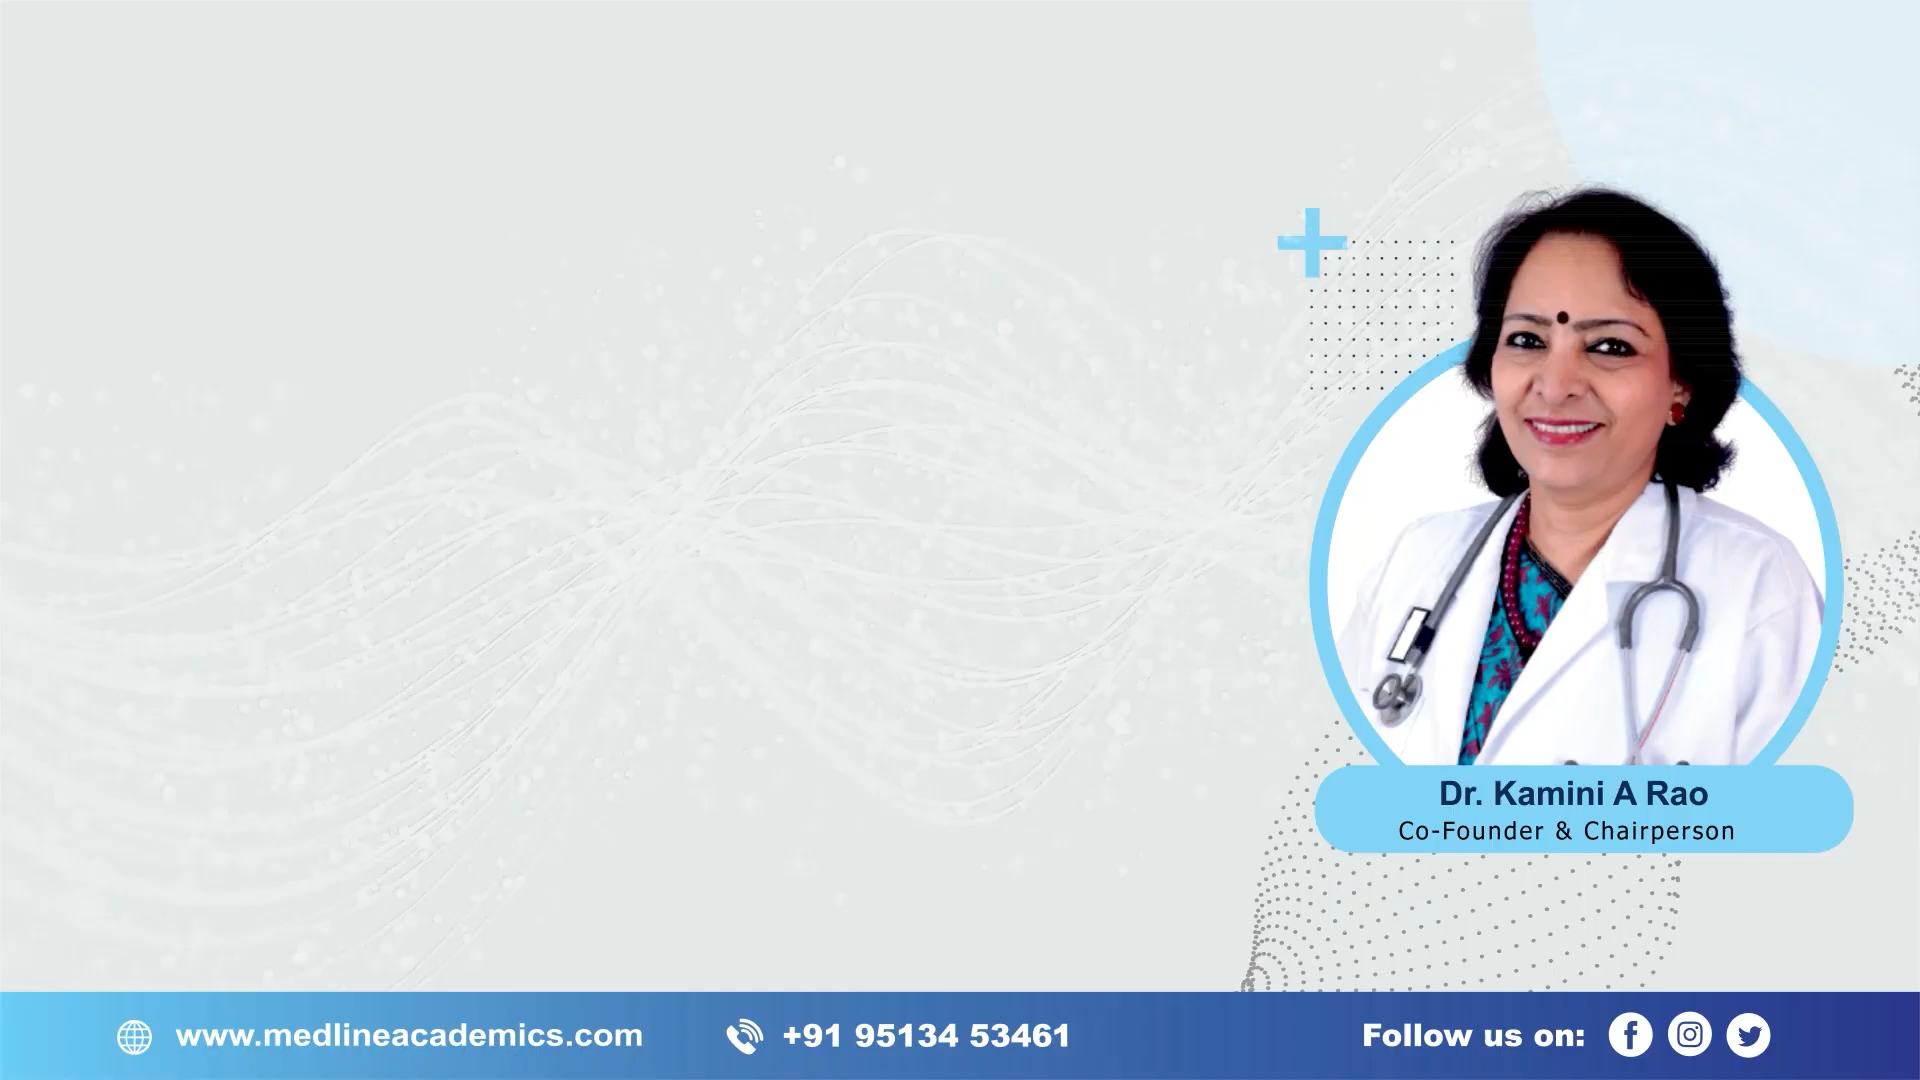 Dr. Kamini A Rao
Co-Founder & Chairperson
www.medlineacademics.com
+91 95134 53461
Follow us on: